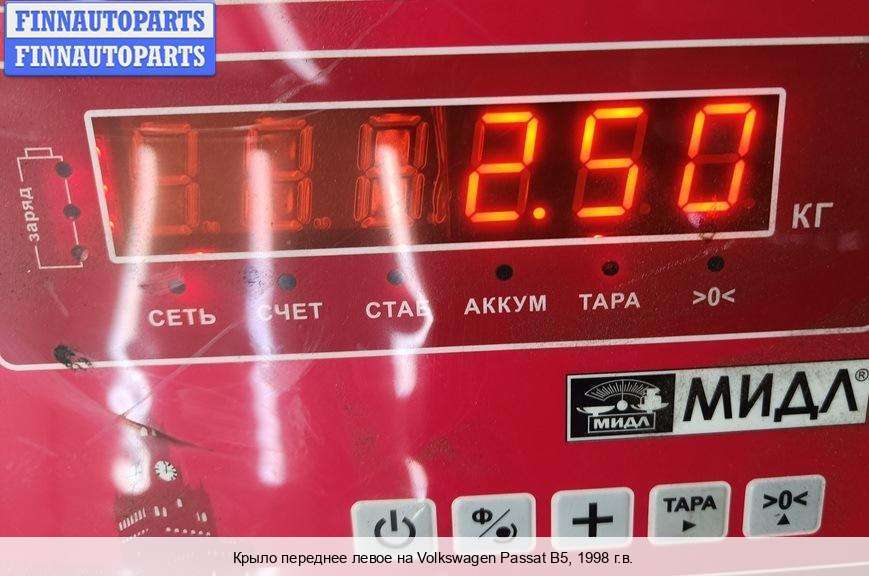 FINNAUTOPARTS
FINNAUTOPARTS
2.50
КГ
заряд
СЕТЬ СЧЕТ СТАБ АККУМ ТАРА >0<
МИДЛ МИДЛ®
Ф ТАРА >0<
Крыло переднее левое на Volkswagen Passat B5, 1998 г.в.